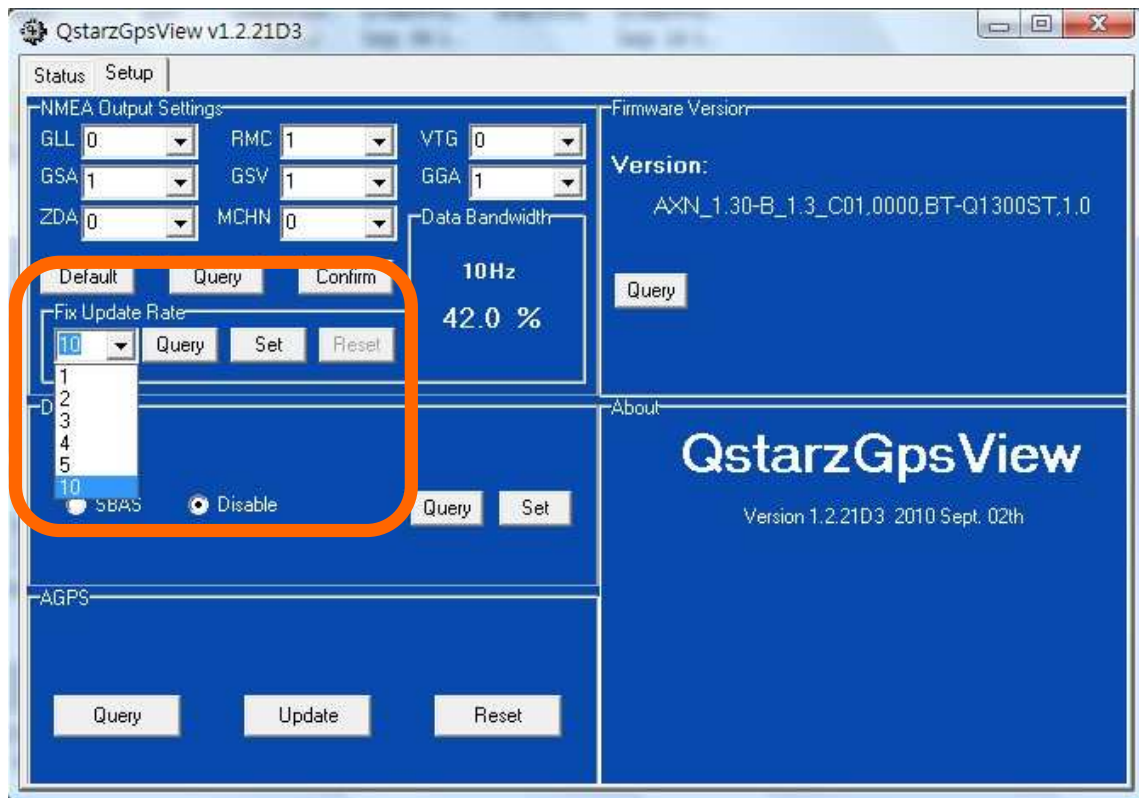 QstarzGpsView v1.2.21D3
Status Setup
NMEA Output Settings
GLL 0 RMC 1 VTG 0
GSA 1 GSV 1 GGA 1
ZDA 0 MCHN 0
Data Bandwidth
10Hz
42.0 %
Default Query Confirm
Fix Update Rate
10 Query Set Reset
1
2
3
4
5
10
D
SBAS Disable Query Set
AGPS
Query Update Reset
Firmware Version
Version:
AXN_1.30-B_1.3_C01,0000,BT-Q1300ST,1.0
Query
About
QstarzGpsView
Version 1.2.21D3 2010 Sept. 02th